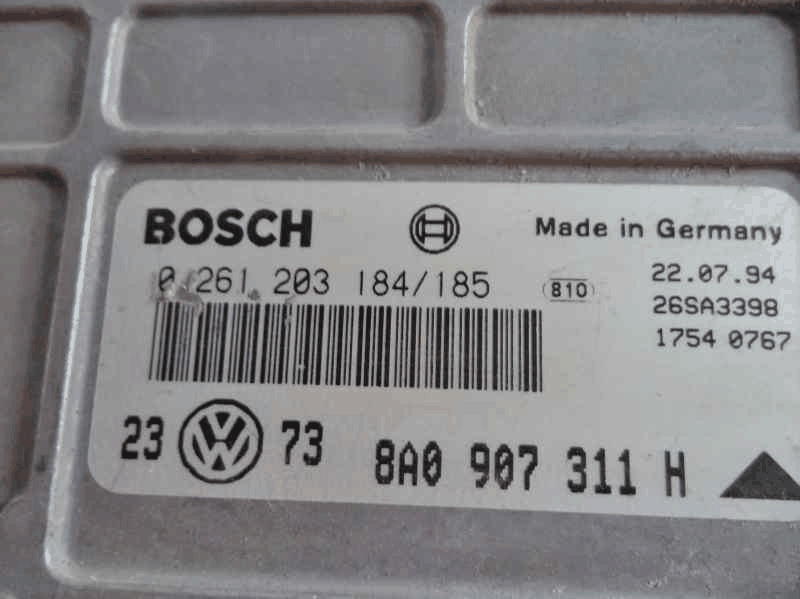 BOSCH
Made in Germany
0 261 203 184/185
810
22.07.94
26SA3398
1754 0767
23 VW 73
8A0 907 311 H